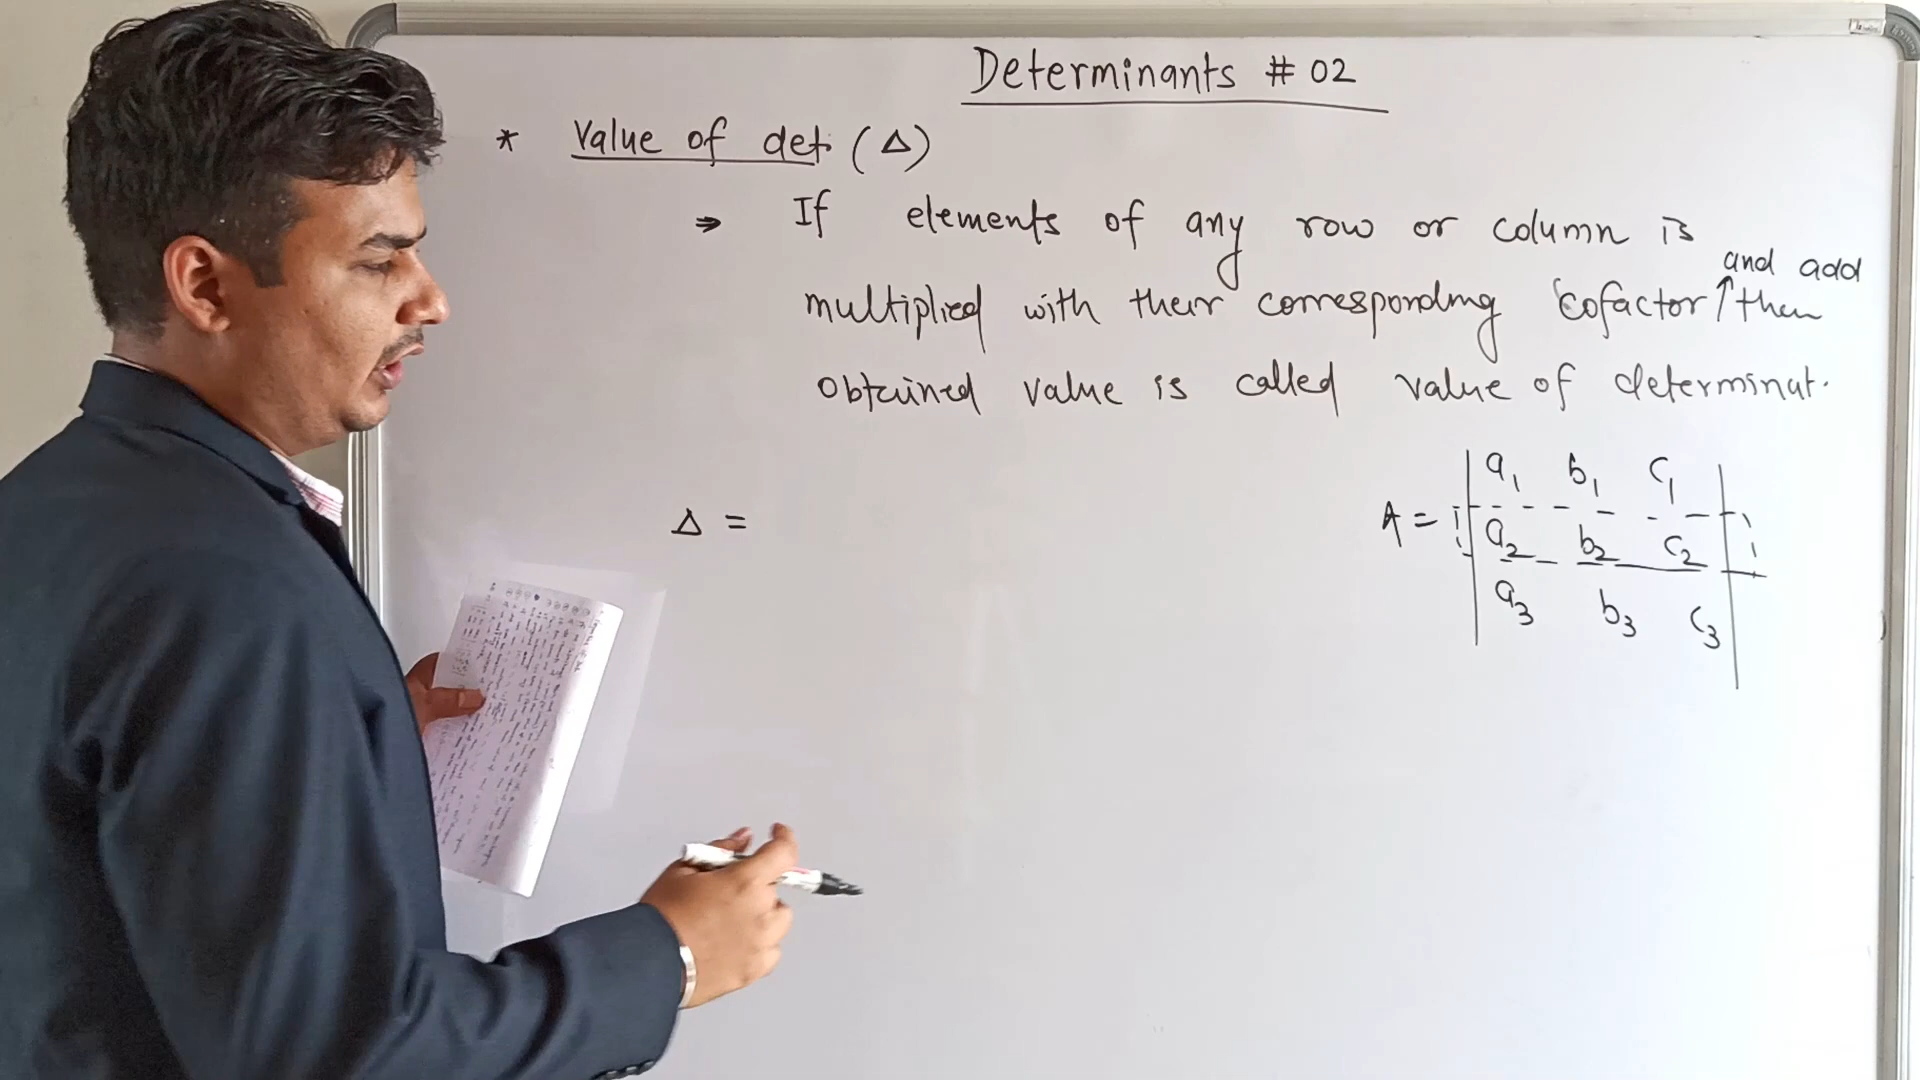 Determinants # 02
* Value of det. (Δ)
⇒ If elements of any row or column is
and add
multiplied with their corresponding cofactor ↑ then
obtained value is called value of determinat.
Δ =
a₁ b₁ c₁
A = a₂ b₂ c₂
a₃ b₃ c₃